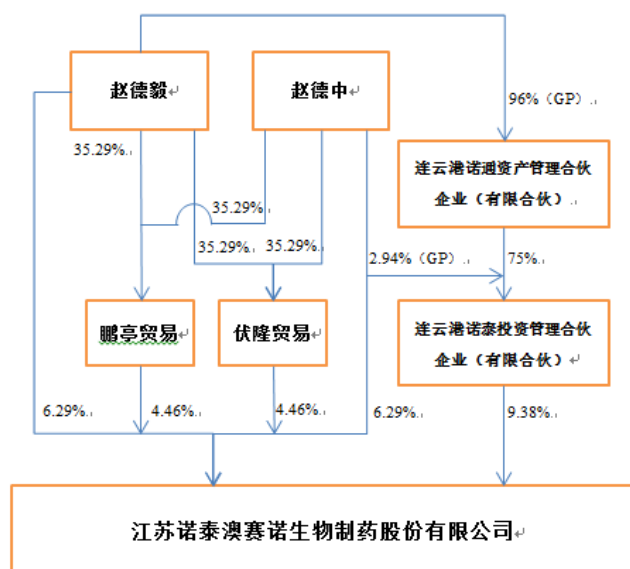 赵德毅
赵德中
96%（GP）
35.29%
连云港诺通资产管理合伙
企业（有限合伙）
35.29%
35.29%
35.29%
2.94%（GP）
75%
鹏亭贸易
伏隆贸易
连云港诺泰投资管理合伙
企业（有限合伙）
6.29%
4.46%
4.46%
6.29%
9.38%
江苏诺泰澳赛诺生物制药股份有限公司